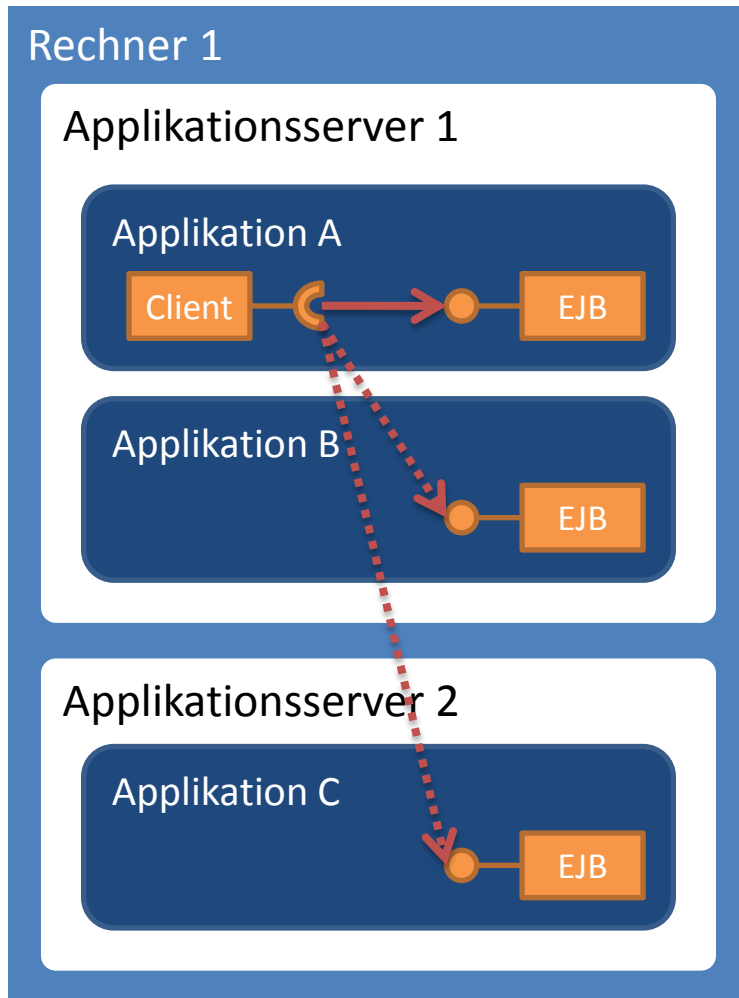 Rechner 1
Applikationsserver 1
Applikation A
Client
EJB
Applikation B
EJB
Applikationsserver 2
Applikation C
EJB